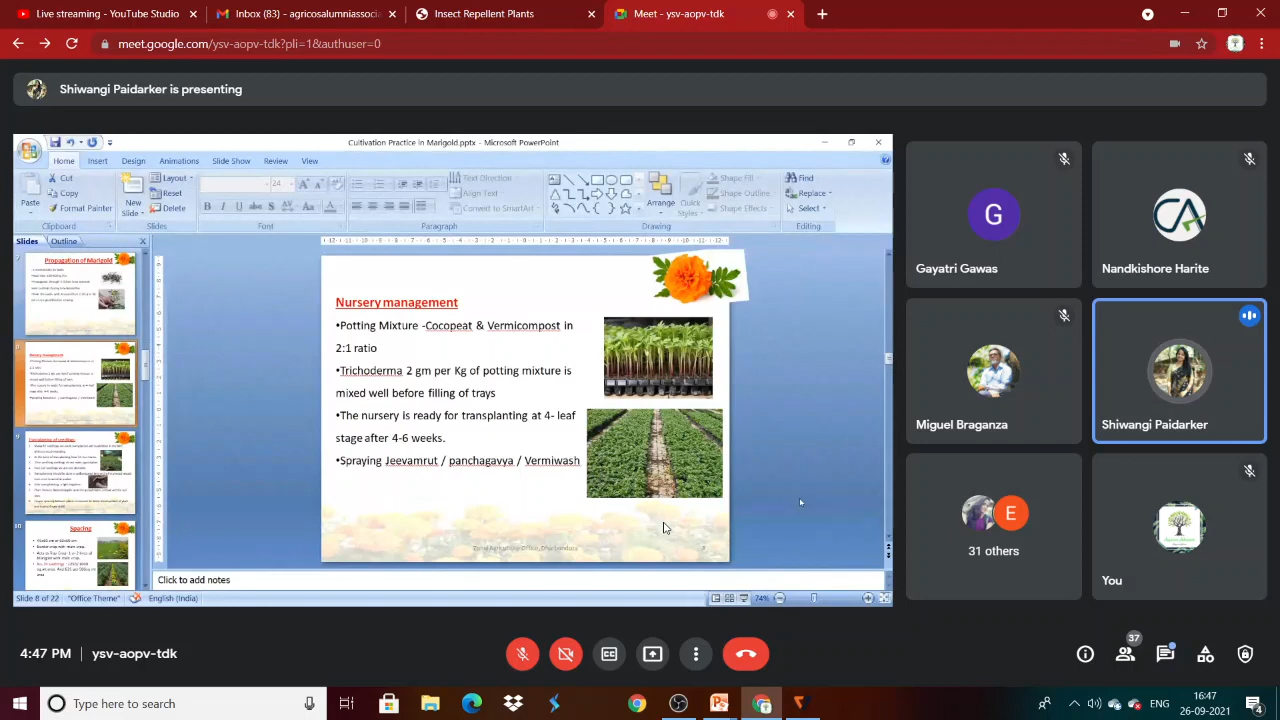 Live streaming - YouTube Studio
Inbox (83) - agricosalumniassocia
Insect Repellent Plants
Meet - ysv-aopv-tdk
meet.google.com/ysv-aopv-tdk?pli=1&authuser=0
Shiwangi Paidarker is presenting
Cultivation Practice in Marigold.pptx - Microsoft PowerPoint
Home Insert Design Animations Slide Show Review View
Paste
Cut
Copy
Format Painter
Clipboard
New Slide
Layout
Reset
Delete
Slides
24
Font
Text Direction
Align Text
Convert to SmartArt
Paragraph
Arrange
Quick Styles
Shape Fill
Shape Outline
Shape Effects
Drawing
Find
Replace
Select
Editing
Slides Outline
Propagation of Marigold
8
9
10
Spacing
Nursery management
•Potting Mixture -Cocopeat & Vermicompost in
2:1 ratio
•Trichoderma 2 gm per Kg of potting mixture is
mixed well before filling of trays
•The nursery is ready for transplanting at 4- leaf
stage after 4-6 weeks.
•Spraying Jeevamrut / panchagavya / Vermiwash
Click to add notes
Slide 8 of 22 "Office Theme" English (India)
74%
G
Gayatri Gawas
Nandkishor
Miguel Braganza
Shiwangi Paidarker
E
31 others
You
4:47 PM | ysv-aopv-tdk
37
Type here to search
ENG
16:47
26-09-2021
4